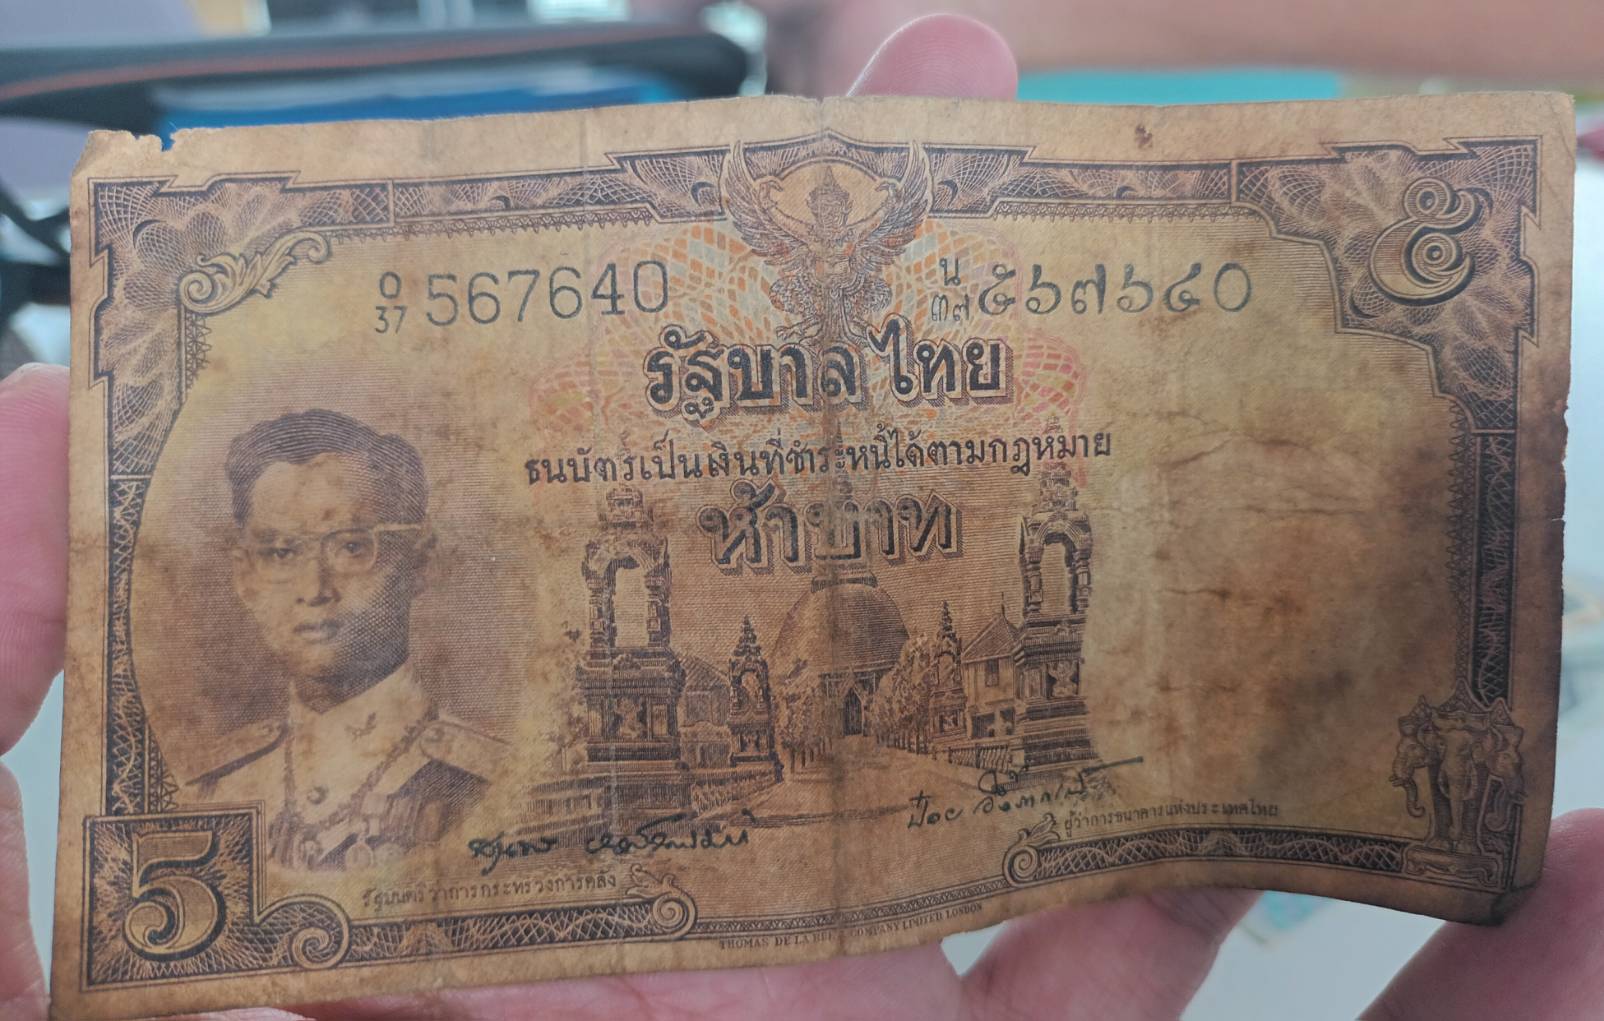 ๕
O
37 567640
น
๓๗ ๕๖๗๖๔๐
รัฐบาลไทย
ธนบัตรเป็นเงินที่ชำระหนี้ได้ตามกฎหมาย
ห้าบาท
ผู้ว่าการธนาคารแห่งประเทศไทย
รัฐมนตรีว่าการกระทรวงการคลัง
5
THOMAS DE LA RUE & COMPANY LIMITED LONDON